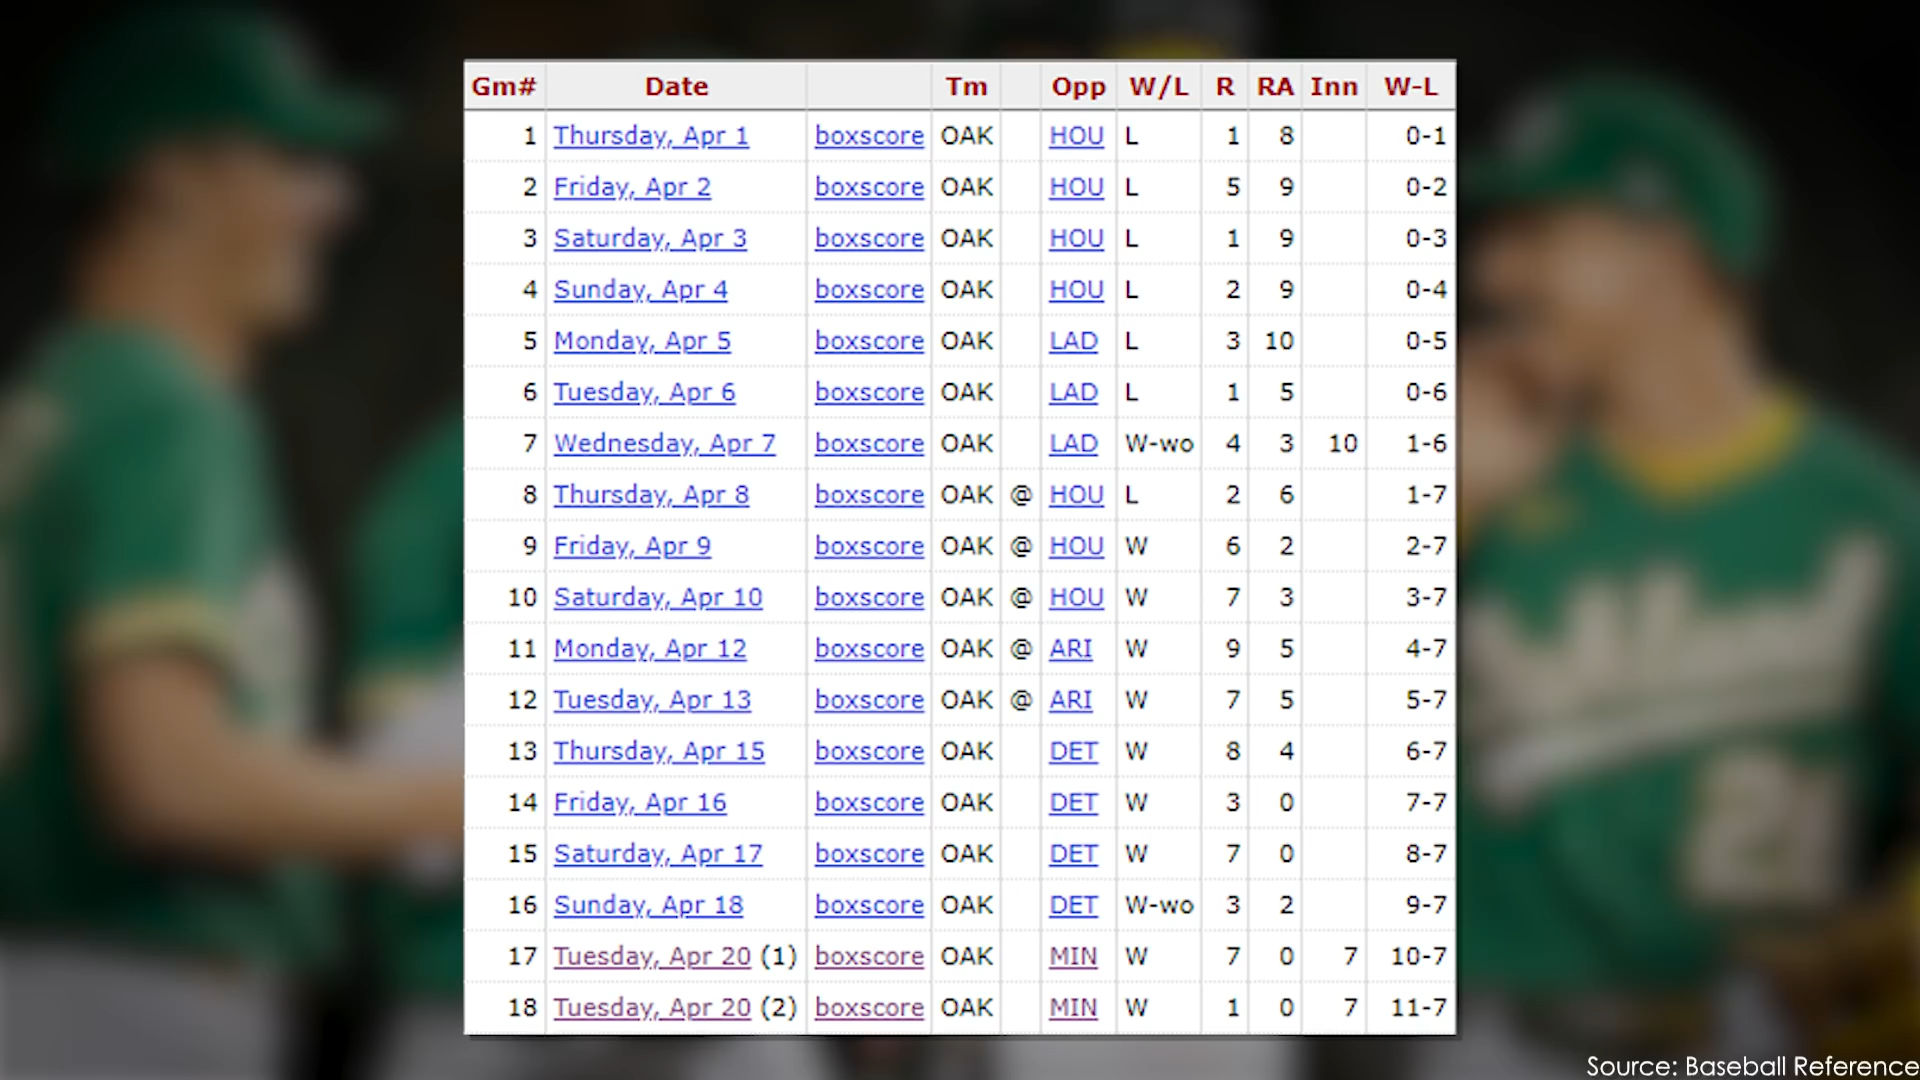 Gm# Date Tm Opp W/L R RA Inn W-L
1 Thursday, Apr 1 boxscore OAK HOU L 1 8 0-1
2 Friday, Apr 2 boxscore OAK HOU L 5 9 0-2
3 Saturday, Apr 3 boxscore OAK HOU L 1 9 0-3
4 Sunday, Apr 4 boxscore OAK HOU L 2 9 0-4
5 Monday, Apr 5 boxscore OAK LAD L 3 10 0-5
6 Tuesday, Apr 6 boxscore OAK LAD L 1 5 0-6
7 Wednesday, Apr 7 boxscore OAK LAD W-wo 4 3 10 1-6
8 Thursday, Apr 8 boxscore OAK @ HOU L 2 6 1-7
9 Friday, Apr 9 boxscore OAK @ HOU W 6 2 2-7
10 Saturday, Apr 10 boxscore OAK @ HOU W 7 3 3-7
11 Monday, Apr 12 boxscore OAK @ ARI W 9 5 4-7
12 Tuesday, Apr 13 boxscore OAK @ ARI W 7 5 5-7
13 Thursday, Apr 15 boxscore OAK DET W 8 4 6-7
14 Friday, Apr 16 boxscore OAK DET W 3 0 7-7
15 Saturday, Apr 17 boxscore OAK DET W 7 0 8-7
16 Sunday, Apr 18 boxscore OAK DET W-wo 3 2 9-7
17 Tuesday, Apr 20 (1) boxscore OAK MIN W 7 0 7 10-7
18 Tuesday, Apr 20 (2) boxscore OAK MIN W 1 0 7 11-7
Source: Baseball Reference